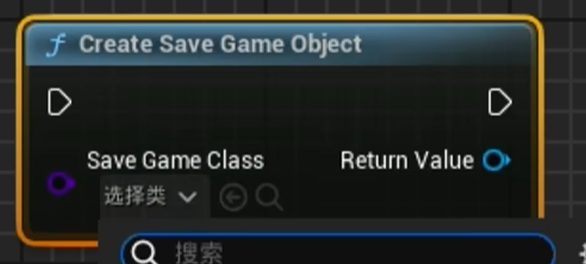 f Create Save Game Object
Save Game Class
Return Value
选择类
搜索